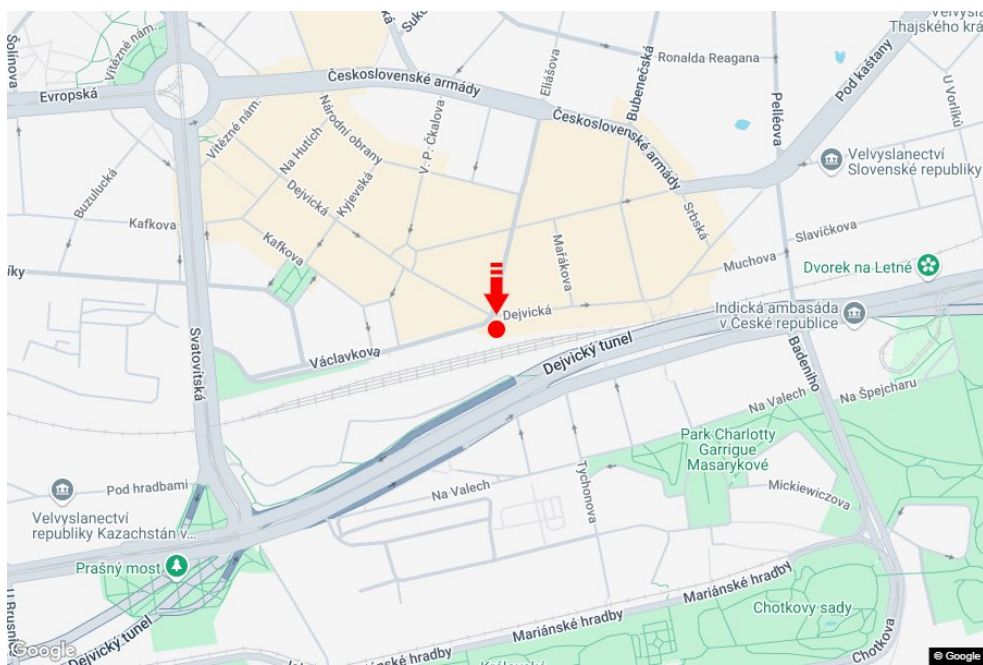 Šolínova
Vítězné nám.
Velvyslanectví
Thajského krá
Ronalda Reagana
Bubenečská
Eliášova
Pelléova
Pod kaštany
U Vorlíků
Evropská
Československé armády
Československé armády
Vítězné nám.
Národní obrany
Na Hutích
V. P. Čkalova
Kyjevská
Dejvická
Buzulucká
Kafkova
Kafkova
Velvyslanectví
Slovenské republiky
Srbská
Mařákova
Slavíčkova
Muchova
Dvorek na Letné
íky
Dejvická
Indická ambasáda
v České republice
Svatovítská
Václavkova
Dejvický tunel
Badeniho
Na Valech
Na Špejcharu
Park Charlotty
Garrigue
Masarykové
Tychonova
Mickiewiczova
Pod hradbami
Na Valech
Velvyslanectví
republiky Kazachstán v...
Prašný most
U Brusnic
Dejvický tunel
Mariánské hradby
Mariánské hradby
Chotkovy sady
Chotkova
Královská
Google
© Google